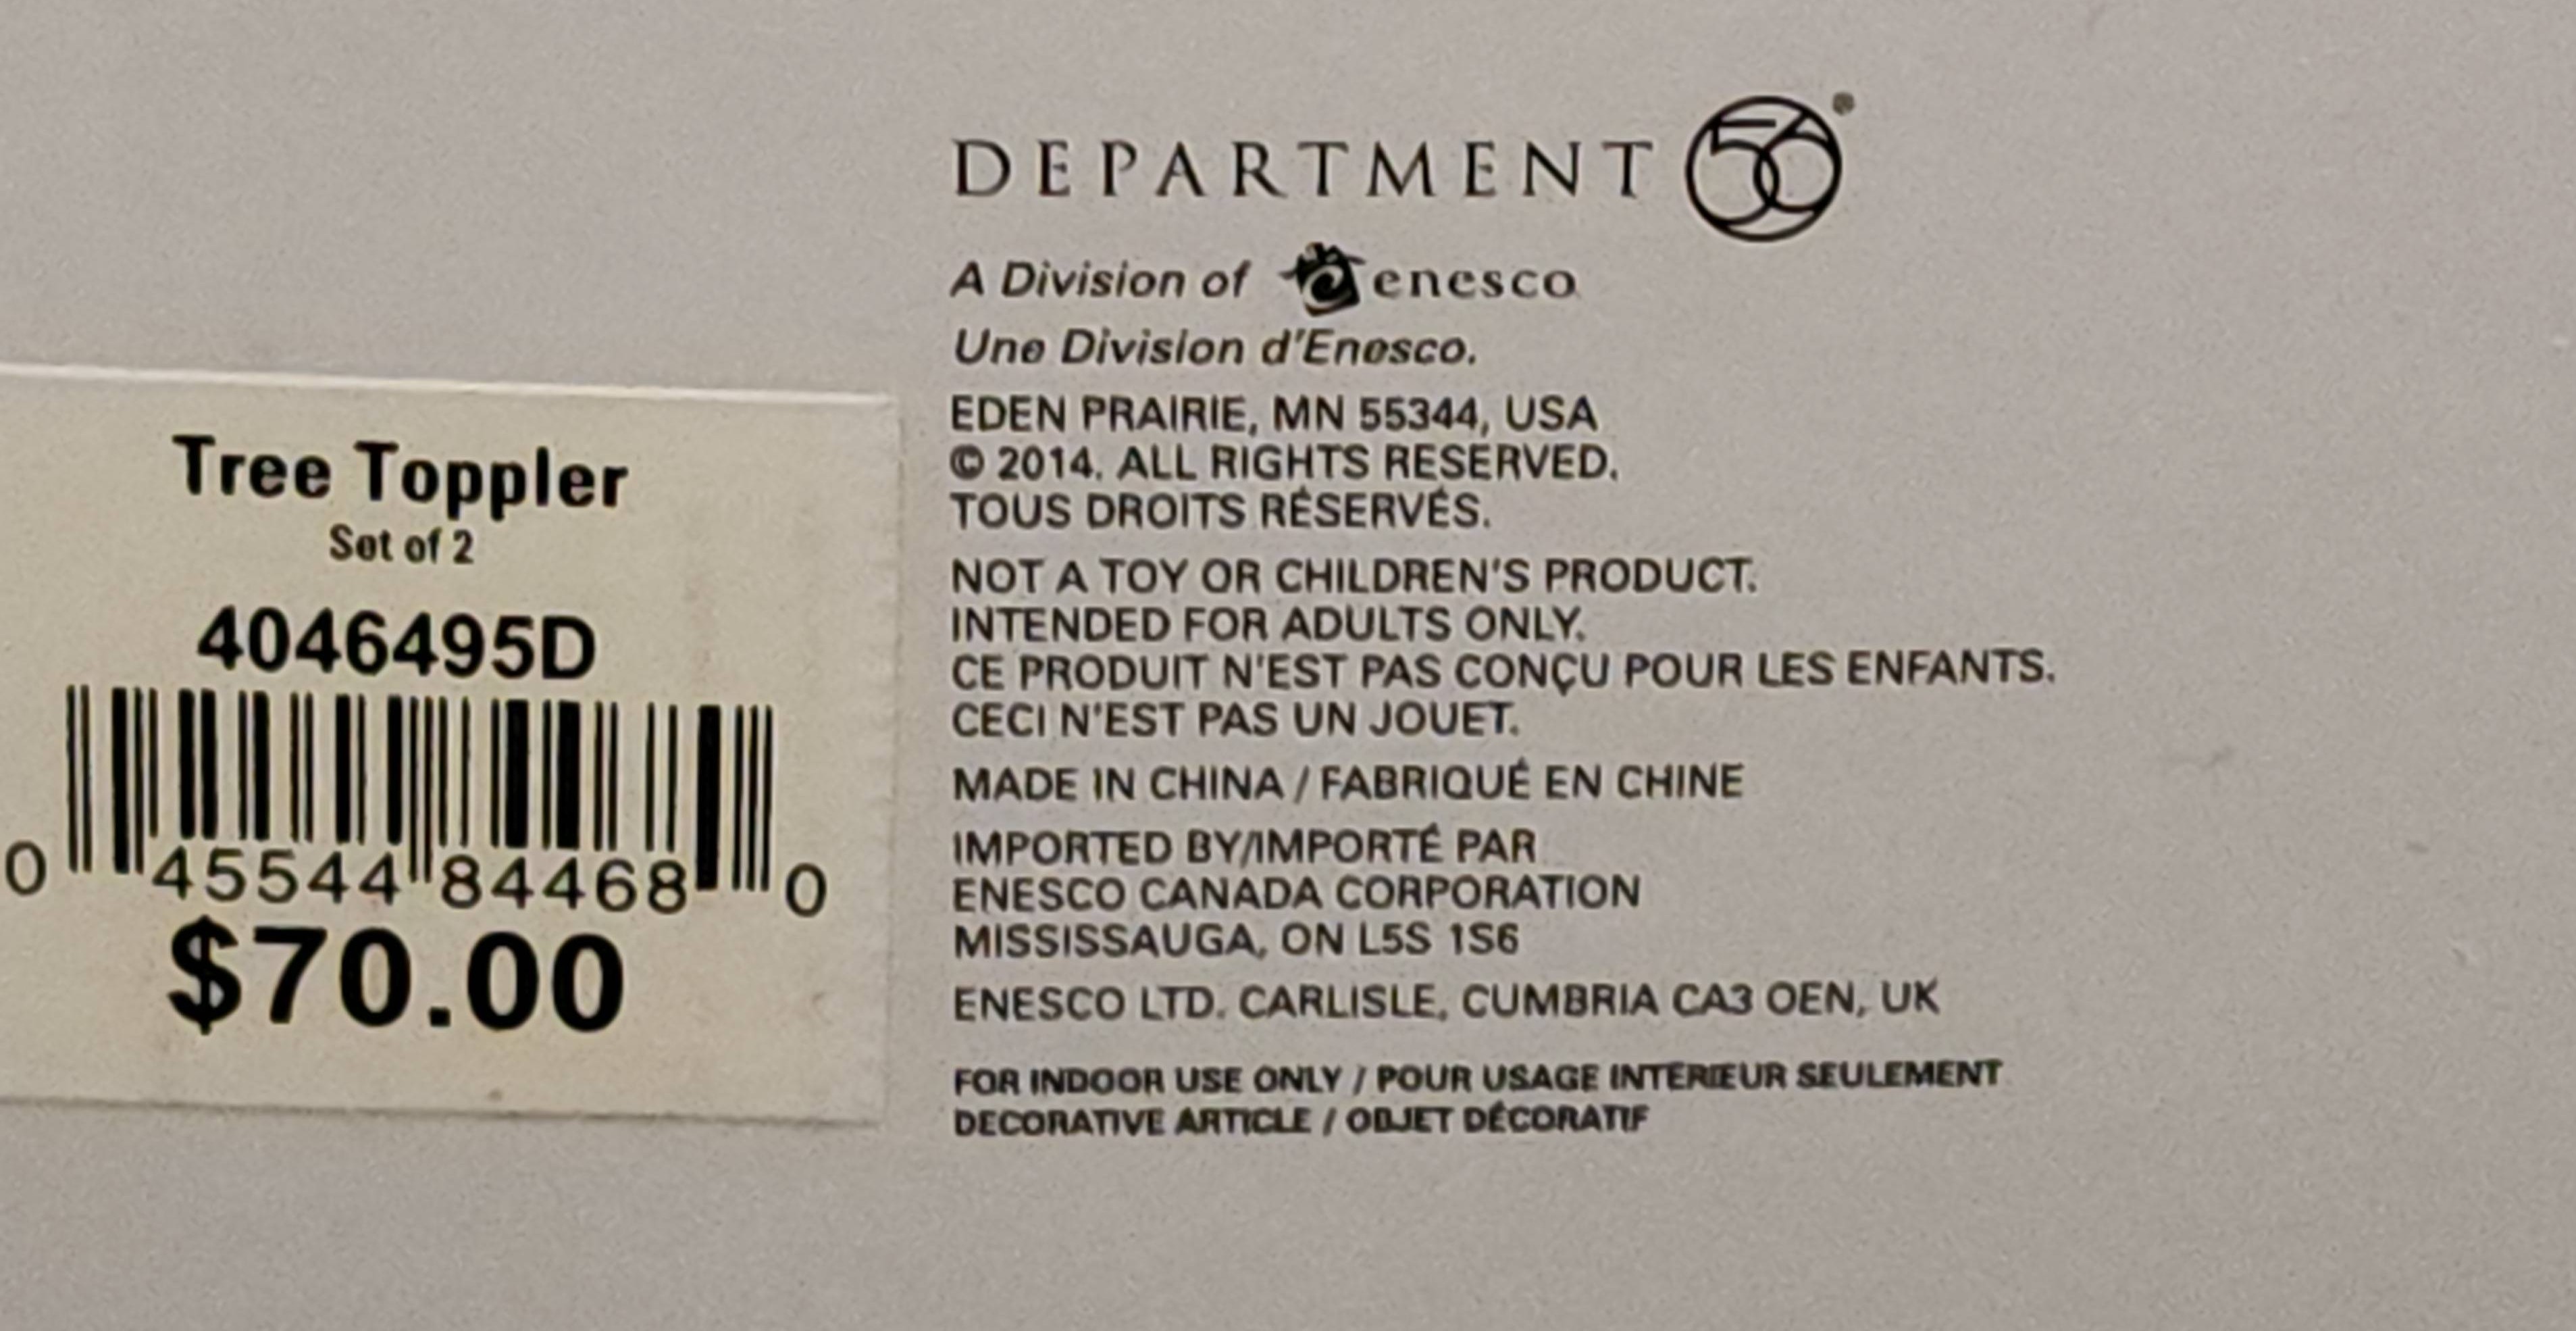 DEPARTMENT 56
A Division of enesco
Une Division d'Enesco.
EDEN PRAIRIE, MN 55344, USA
© 2014. ALL RIGHTS RESERVED.
TOUS DROITS RÉSERVÉS.
NOT A TOY OR CHILDREN'S PRODUCT.
INTENDED FOR ADULTS ONLY.
CE PRODUIT N'EST PAS CONÇU POUR LES ENFANTS.
CECI N'EST PAS UN JOUET.
MADE IN CHINA / FABRIQUÉ EN CHINE
IMPORTED BY/IMPORTÉ PAR
ENESCO CANADA CORPORATION
MISSISSAUGA, ON L5S 1S6
ENESCO LTD. CARLISLE, CUMBRIA CA3 OEN, UK
FOR INDOOR USE ONLY / POUR USAGE INTÉRIEUR SEULEMENT
DECORATIVE ARTICLE / OBJET DÉCORATIF
Tree Toppler
Set of 2
4046495D
0 45544 84468 0
$70.00